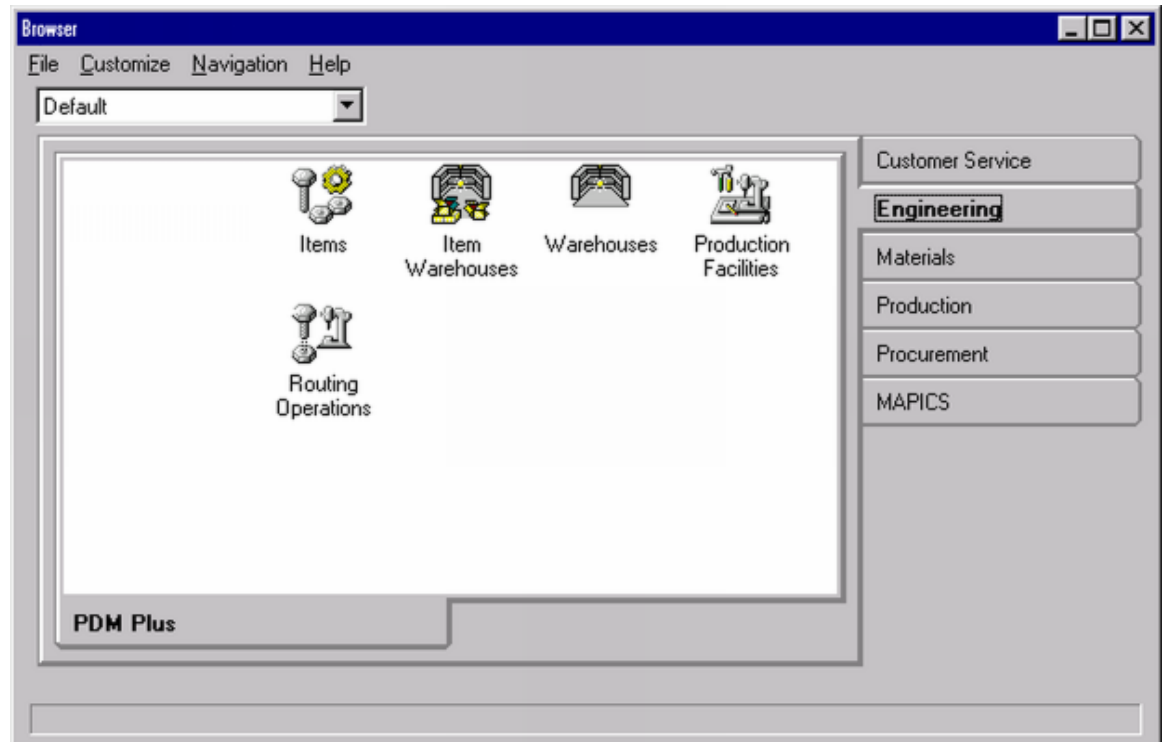 Browser
File Customize Navigation Help
Default
Customer Service
Engineering
Materials
Production
Procurement
MAPICS
Items
Item
Warehouses
Warehouses
Production
Facilities
Routing
Operations
PDM Plus